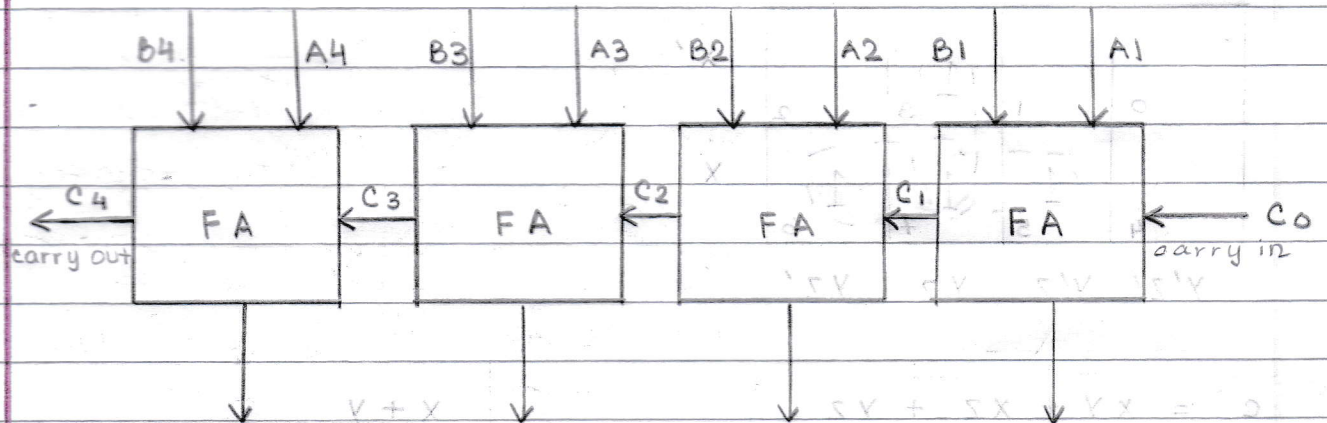 B4 A4 B3 A3 B2 A2 B1 A1
C4 C3 C2 C1
FA FA FA FA C0
carry out carry in